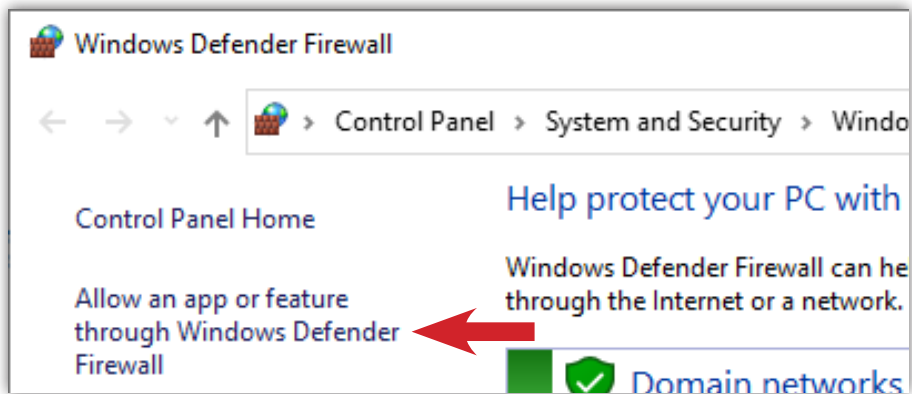 Windows Defender Firewall
Control Panel > System and Security > Windo
Control Panel Home
Allow an app or feature
through Windows Defender
Firewall
Help protect your PC with
Windows Defender Firewall can he
through the Internet or a network.
Domain networks